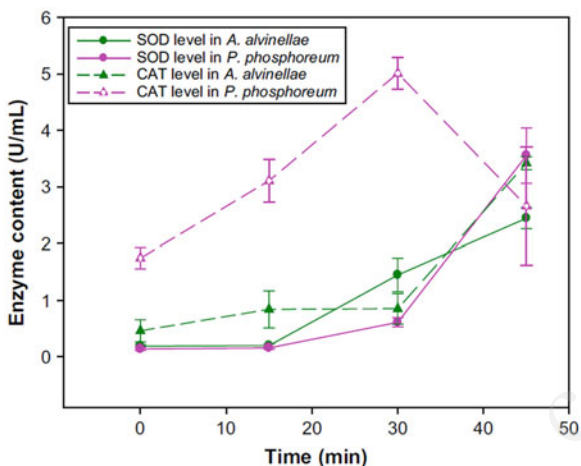 6
SOD level in A. alvinellae
SOD level in P. phosphoreum
CAT level in A. alvinellae
CAT level in P. phosphoreum
5
4
3
2
1
0
Enzyme content (U/mL)
0 10 20 30 40 50
Time (min)